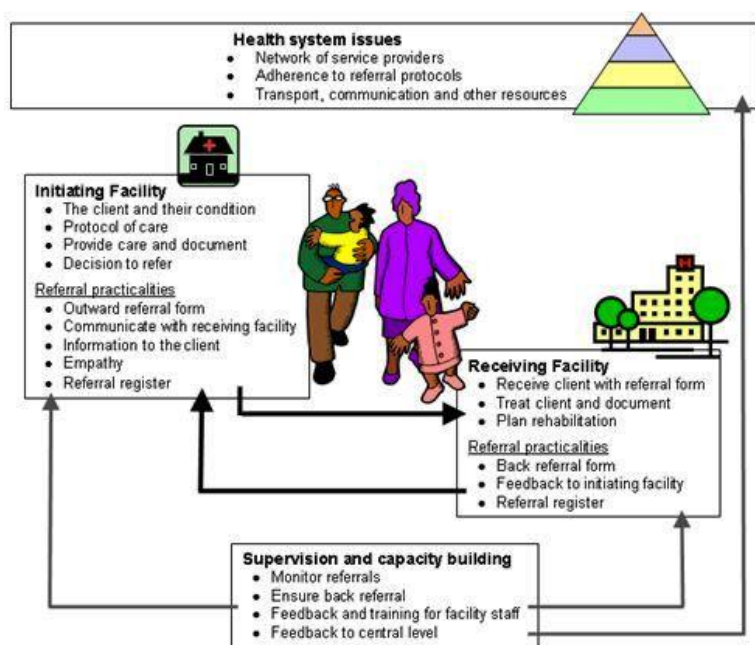 Health system issues
• Network of service providers
• Adherence to referral protocols
• Transport, communication and other resources
Initiating Facility
• The client and their condition
• Protocol of care
• Provide care and document
• Decision to refer
Referral practicalities
• Outward referral form
• Communicate with receiving facility
• Information to the client
• Empathy
• Referral register
H
Receiving Facility
• Receive client with referral form
• Treat client and document
• Plan rehabilitation
Referral practicalities
• Back referral form
• Feedback to initiating facility
• Referral register
Supervision and capacity building
• Monitor referrals
• Ensure back referral
• Feedback and training for facility staff
• Feedback to central level